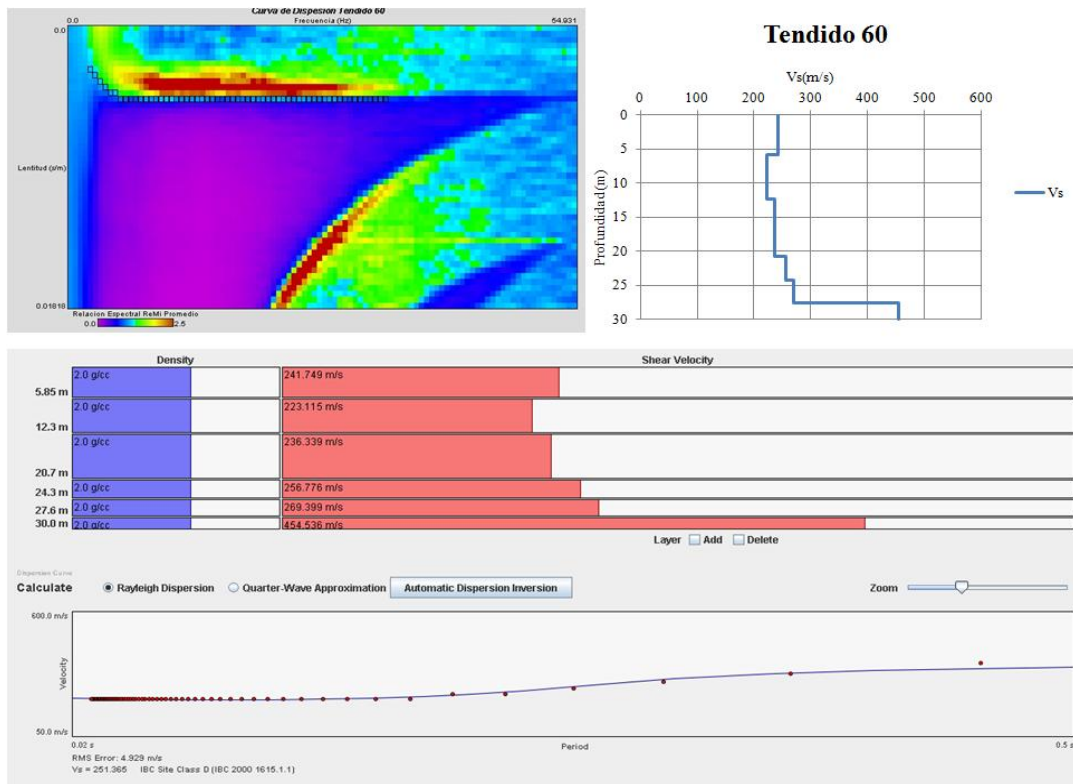 Curva de Dispesión Tendido 60
0.0 Frecuencia (Hz) 54.931
0.0
Lentitud (s/m)
0.01818
Relacion Espectral ReMi Promedio
0.0 2.5
Tendido 60
Vs(m/s)
0 100 200 300 400 500 600
0
5
10
15
20
25
30
Profundidad(m)
Vs
Density Shear Velocity
2.0 g/cc 241.749 m/s
5.85 m
2.0 g/cc 223.115 m/s
12.3 m
2.0 g/cc 236.339 m/s
20.7 m
2.0 g/cc 256.776 m/s
24.3 m
2.0 g/cc 269.399 m/s
27.6 m
30.0 m 2.0 g/cc 454.536 m/s
Layer Add Delete
Dispersion Curve
Calculate Rayleigh Dispersion Quarter-Wave Approximation Automatic Dispersion Inversion Zoom
600.0 m/s
Velocity
50.0 m/s
0.02 s Period 0.5 s
RMS Error: 4.929 m/s
Vs = 251.365 IBC Site Class D (IBC 2000 1615.1.1)